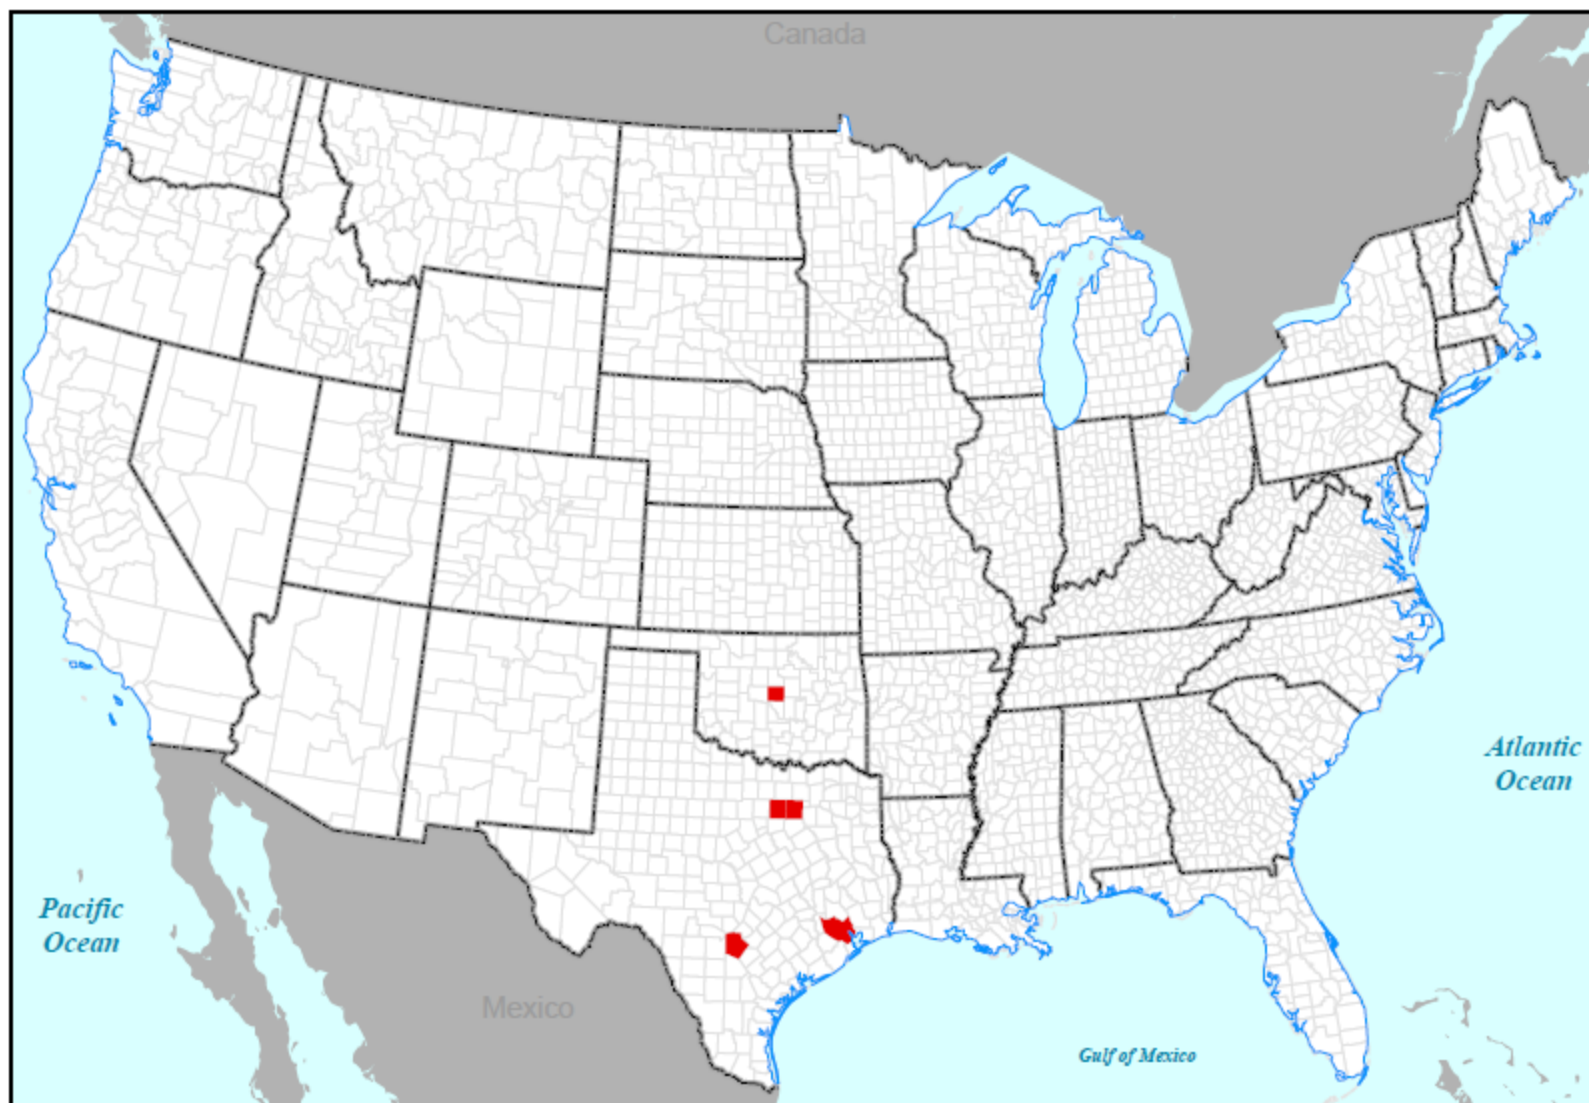 Canada
Atlantic
Ocean
Pacific
Ocean
Mexico
Gulf of Mexico